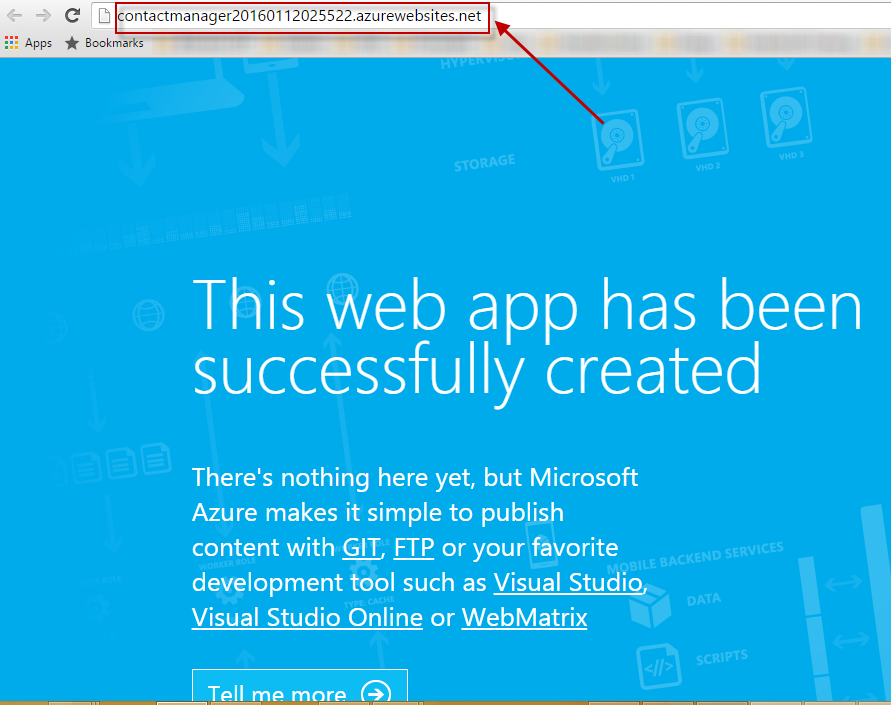 contactmanager20160112025522.azurewebsites.net
Apps
Bookmarks
HYPERVISO
STORAGE
VHD 1
VHD 2
VHD 3
This web app has been
successfully created
There's nothing here yet, but Microsoft
Azure makes it simple to publish
content with GIT, FTP or your favorite
development tool such as Visual Studio,
Visual Studio Online or WebMatrix
WORKER ROLE
TYPE: CACHE
MOBILE BACKEND SERVICES
DATA
SCRIPTS
Tell me more